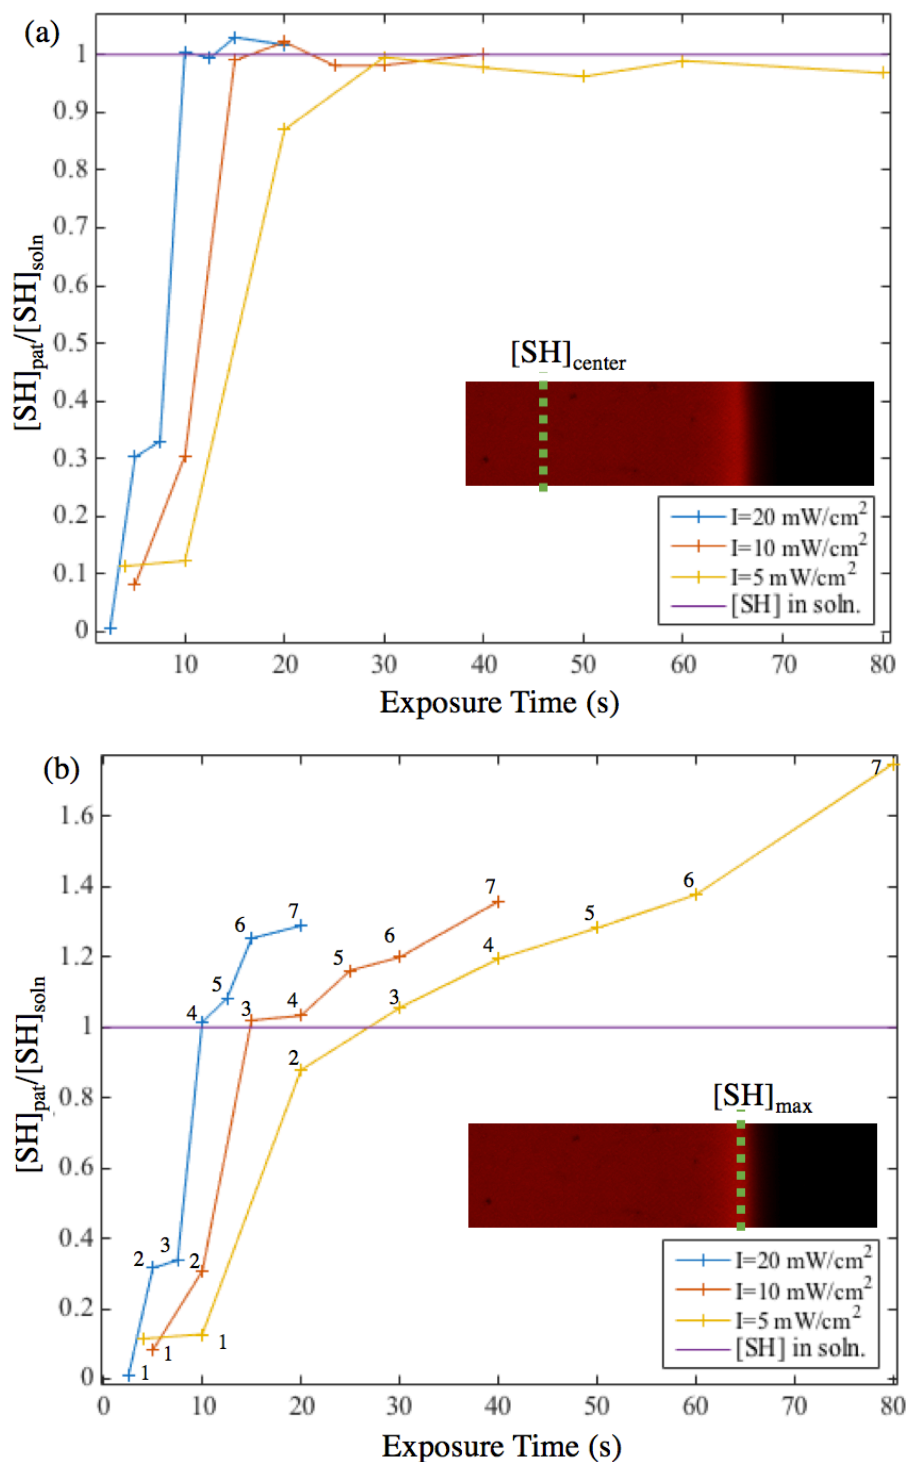 (a)
1
0.9
0.8
0.7
0.6
0.5
0.4
0.3
0.2
0.1
0
[SH]pat/[SH]soln
[SH]center
I=20 mW/cm2
I=10 mW/cm2
I=5 mW/cm2
[SH] in soln.
10 20 30 40 50 60 70 80
Exposure Time (s)
(b)
1.6
1.4
1.2
1
0.8
0.6
0.4
0.2
0
[SH]pat/[SH]soln
7
6
7
6 7 6 5
5 5 4
4 3 4 3
2
2 3 2
1 1 1
[SH]max
I=20 mW/cm2
I=10 mW/cm2
I=5 mW/cm2
[SH] in soln.
0 10 20 30 40 50 60 70 80
Exposure Time (s)